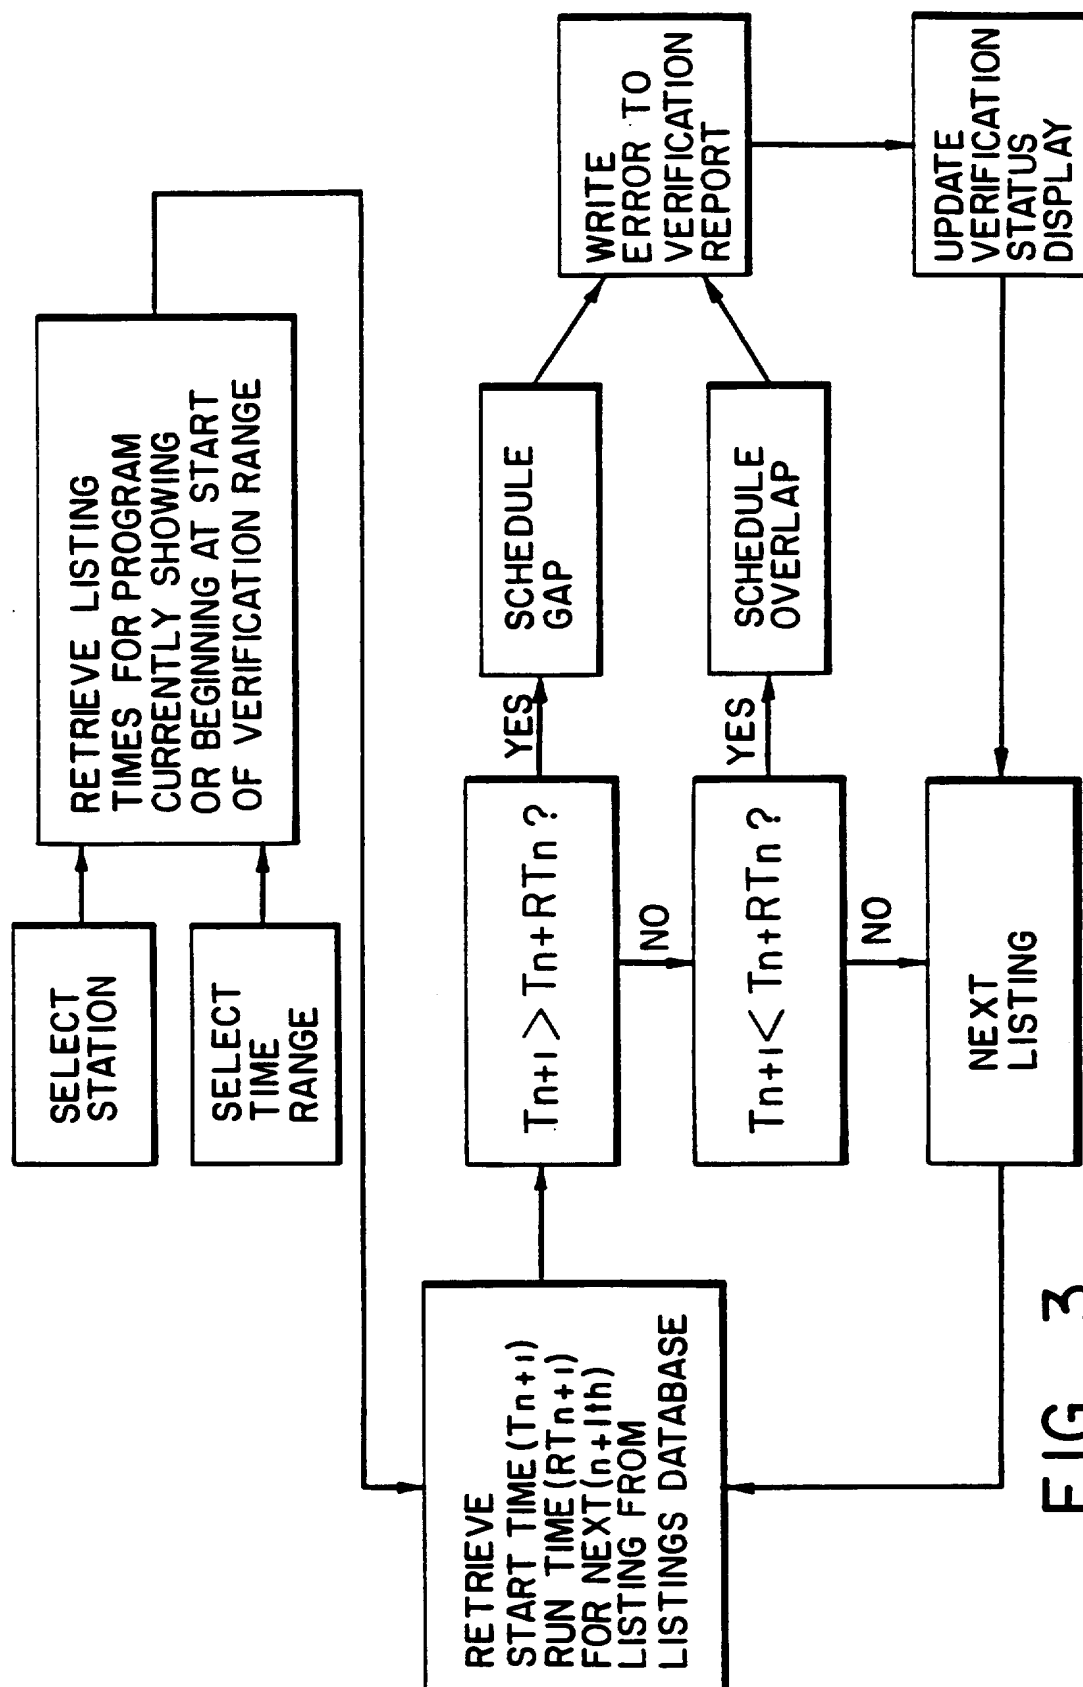 SELECT
STATION
SELECT
TIME
RANGE
RETRIEVE LISTING
TIMES FOR PROGRAM
CURRENTLY SHOWING
OR BEGINNING AT START
OF VERIFICATION RANGE
RETRIEVE
START TIME(Tn+1)
RUN TIME(RTn+1)
FOR NEXT(n+1th)
LISTING FROM
LISTINGS DATABASE
Tn+1>Tn+RTn?
YES
SCHEDULE
GAP
NO
Tn+1<Tn+RTn?
YES
SCHEDULE
OVERLAP
NO
WRITE
ERROR TO
VERIFICATION
REPORT
UPDATE
VERIFICATION
STATUS
DISPLAY
NEXT
LISTING
FIG. 3